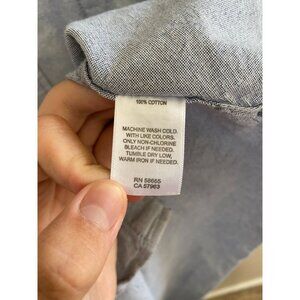 100% COTTON
MACHINE WASH COLD.
WITH LIKE COLORS.
ONLY NON-CHLORINE
BLEACH IF NEEDED.
TUMBLE DRY LOW,
WARM IRON IF NEEDED.
RN 58665
CA 57963